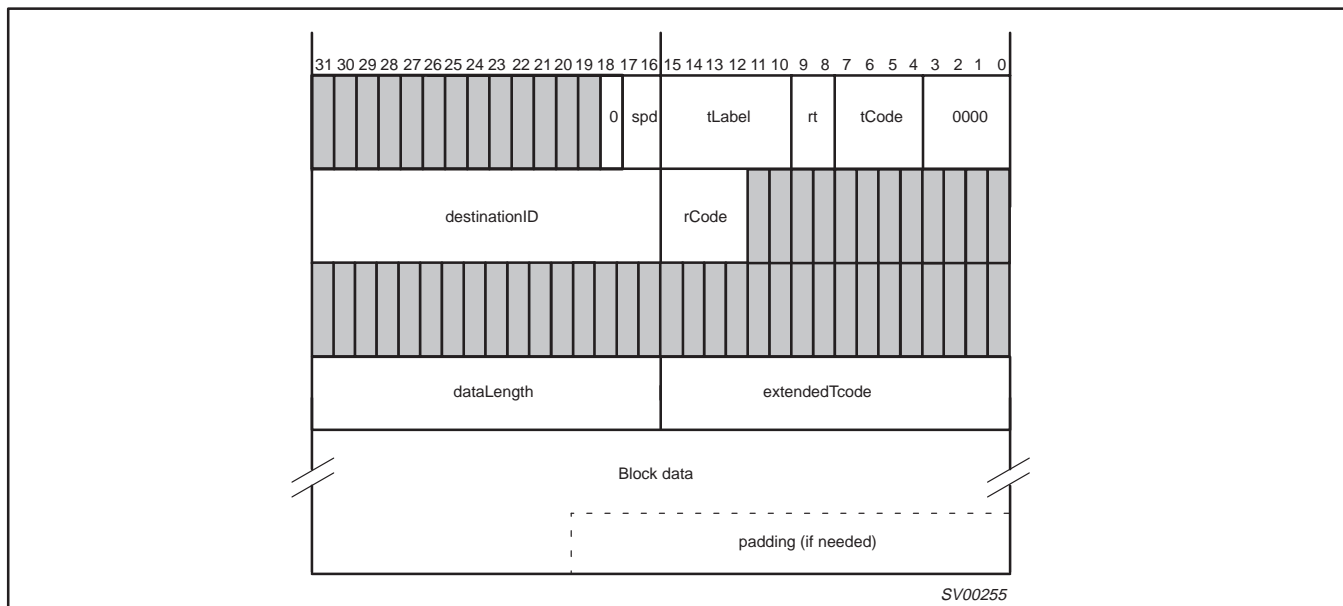 31 30 29 28 27 26 25 24 23 22 21 20 19 18 17 16 15 14 13 12 11 10 9 8 7 6 5 4 3 2 1 0
0 spd tLabel rt tCode 0000
destinationID rCode
dataLength extendedTcode
Block data
padding (if needed)
SV00255